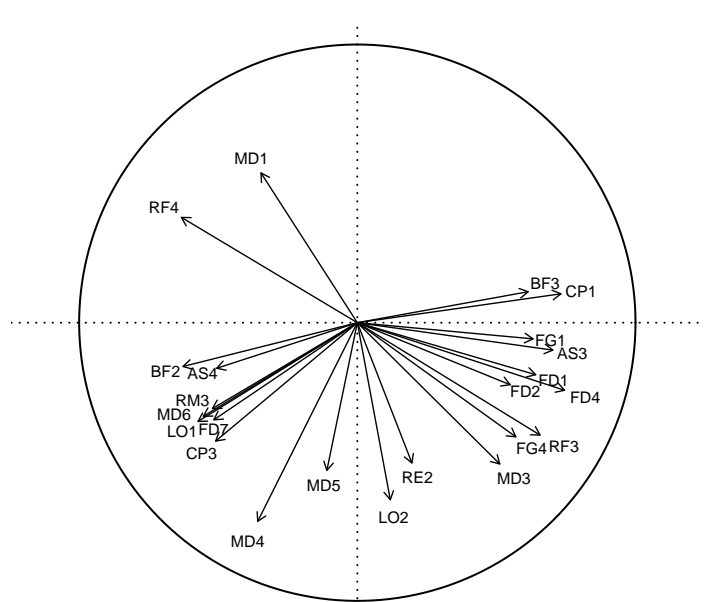 MD1
RF4
BF3
CP1
FG1
AS3
BF2
AS4
FD1
FD2
FD4
RM3
MD6
LO1
FD7
CP3
FG4
RF3
MD3
RE2
MD5
LO2
MD4